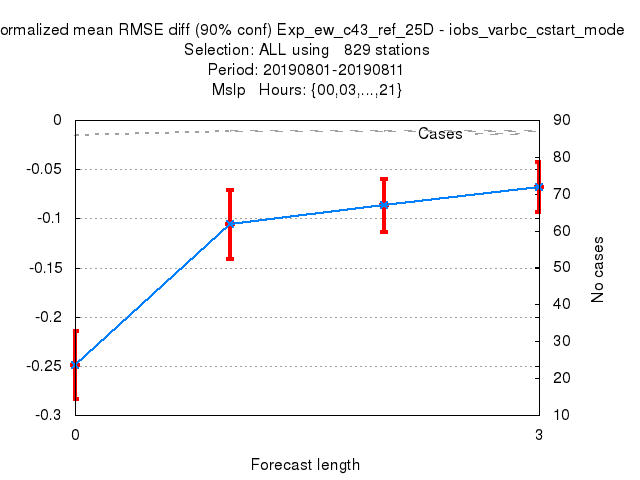 ormalized mean RMSE diff (90% conf) Exp_ew_c43_ref_25D - iobs_varbc_cstart_mode
Selection: ALL using 829 stations
Period: 20190801-20190811
Mslp Hours: {00,03,...,21}
0
-0.05
-0.1
-0.15
-0.2
-0.25
-0.3
Cases
90
80
70
60
50
40
30
20
10
No cases
0
3
Forecast length